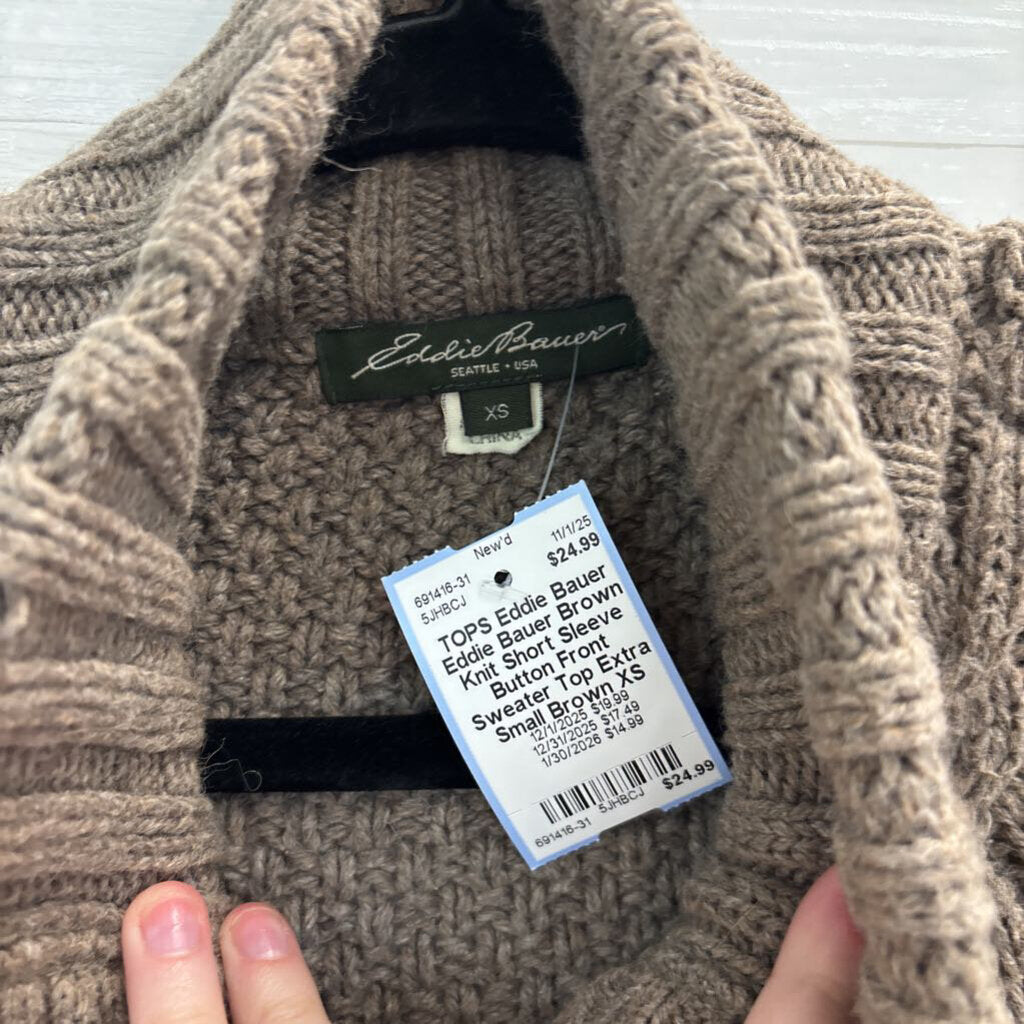 Eddie Bauer®
SEATTLE • USA
XS
CHINA
New'd
691416-31 11/1/25
5JHBCJ $24.99
TOPS Eddie Bauer
Eddie Bauer Brown
Knit Short Sleeve
Button Front
Sweater Top Extra
Small Brown XS
12/1/2025 $19.99
12/31/2025 $17.49
1/30/2026 $14.99
691416-31 5JHBCJ $24.99